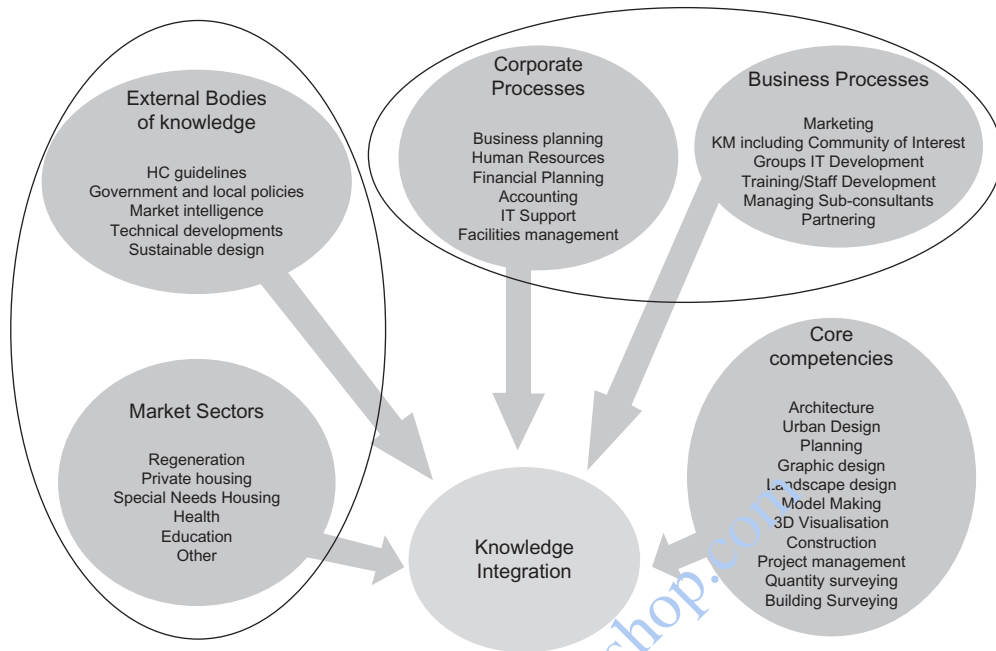 External Bodies
of knowledge
HC guidelines
Government and local policies
Market intelligence
Technical developments
Sustainable design
Corporate
Processes
Business planning
Human Resources
Financial Planning
Accounting
IT Support
Facilities management
Business Processes
Marketing
KM including Community of Interest
Groups IT Development
Training/Staff Development
Managing Sub-consultants
Partnering
Market Sectors
Regeneration
Private housing
Special Needs Housing
Health
Education
Other
Knowledge
Integration
Core
competencies
Architecture
Urban Design
Planning
Graphic design
Landscape design
Model Making
3D Visualisation
Construction
Project management
Quantity surveying
Building Surveying
shop.com